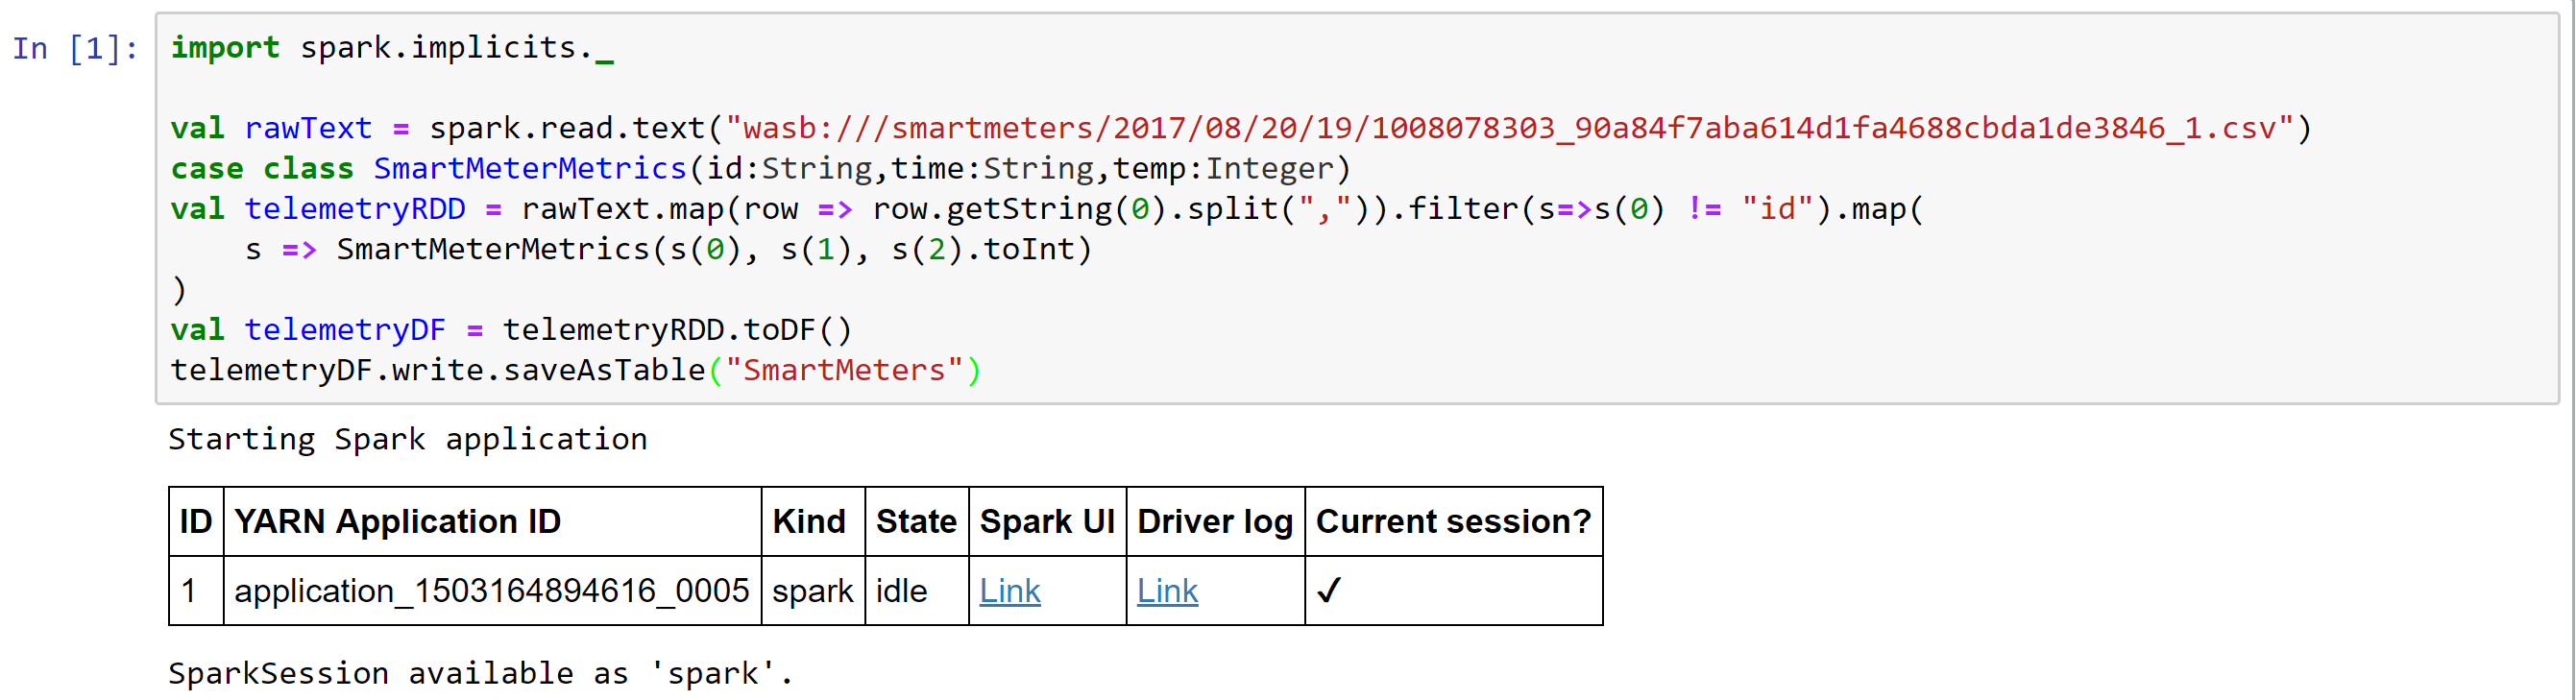 In [1]:
import spark.implicits._
val rawText = spark.read.text("wasb:///smartmeters/2017/08/20/19/1008078303_90a84f7aba614d1fa4688cbda1de3846_1.csv")
case class SmartMeterMetrics(id:String,time:String,temp:Integer)
val telemetryRDD = rawText.map(row => row.getString(0).split(",")).filter(s=>s(0) != "id").map(
    s => SmartMeterMetrics(s(0), s(1), s(2).toInt)
)
val telemetryDF = telemetryRDD.toDF()
telemetryDF.write.saveAsTable("SmartMeters")
Starting Spark application
ID YARN Application ID Kind State Spark UI Driver log Current session?
1 application_1503164894616_0005 spark idle Link Link ✓
SparkSession available as 'spark'.